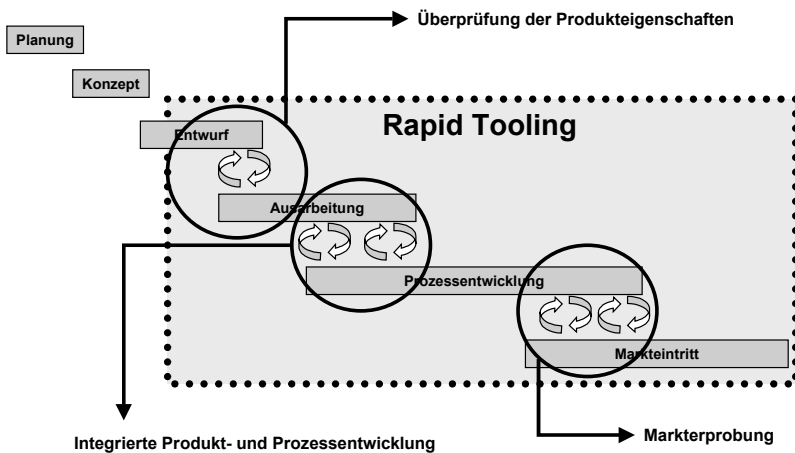 Überprüfung der Produkteigenschaften
Planung
Konzept
Rapid Tooling
Entwurf
Ausarbeitung
Prozessentwicklung
Markteintritt
Integrierte Produkt- und Prozessentwicklung
Markterprobung